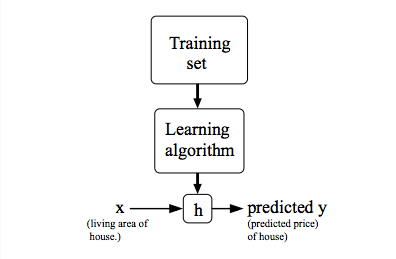 Training
set
Learning
algorithm
x
h
predicted y
(living area of
house.)
(predicted price)
of house)